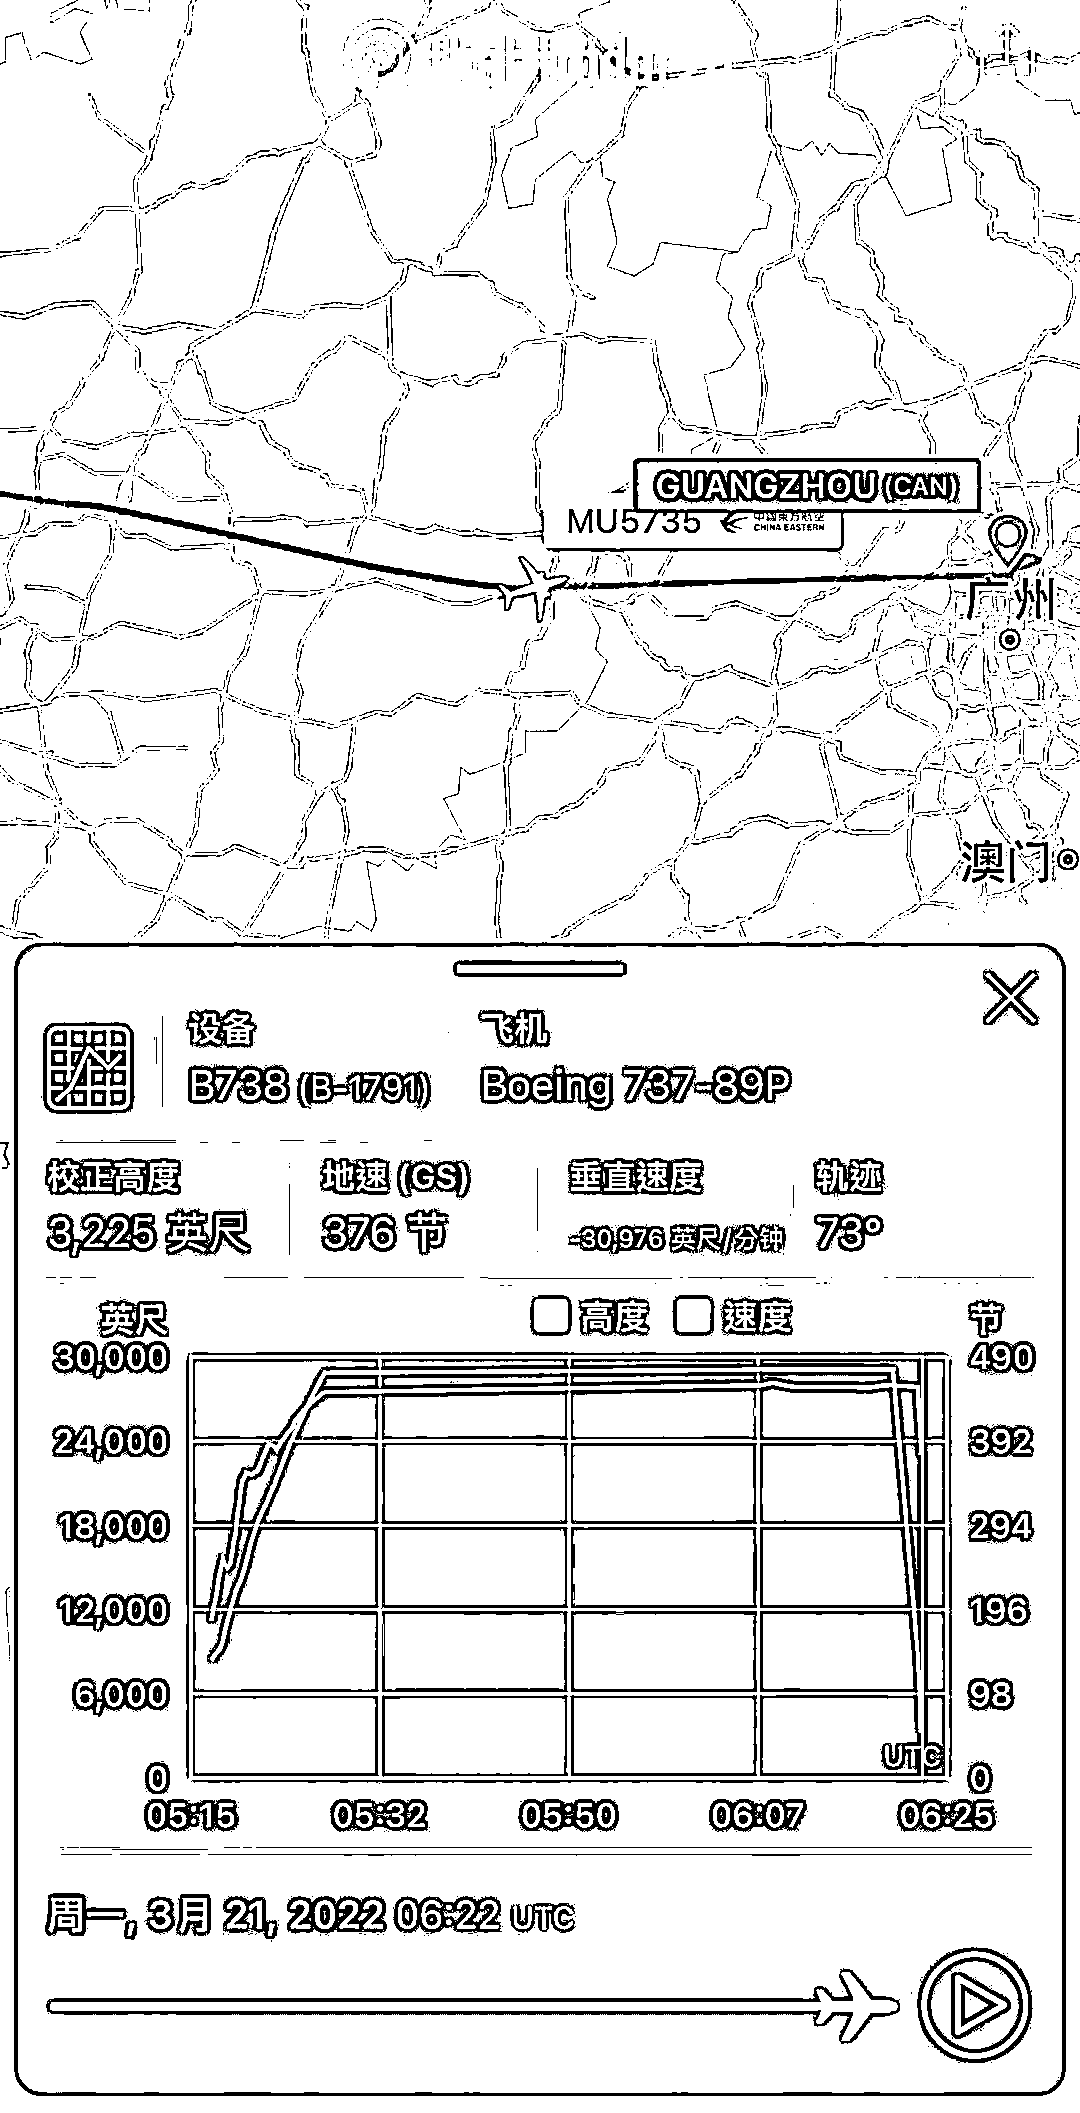 GUANGZHOU (CAN)
MU5735 中國東方航空
CHINA EASTERN
广州
澳门
设备 飞机
B738 (B-1791) Boeing 737-89P
校正高度 地速 (GS) 垂直速度 轨迹
3,225 英尺 376 节 -30,976 英尺/分钟 73°
英尺 高度 速度 节
30,000 490
24,000 392
18,000 294
12,000 196
6,000 98
UTC
0 0
05:15 05:32 05:50 06:07 06:25
周一, 3月 21, 2022 06:22 UTC